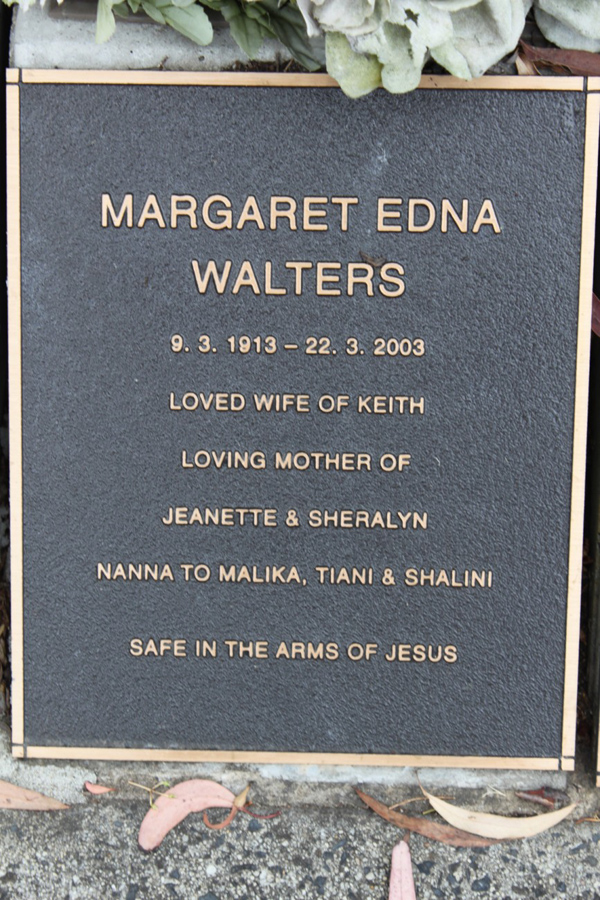 MARGARET EDNA
WALTERS
9. 3. 1913 – 22. 3. 2003
LOVED WIFE OF KEITH
LOVING MOTHER OF
JEANETTE & SHERALYN
NANNA TO MALIKA, TIANI & SHALINI
SAFE IN THE ARMS OF JESUS